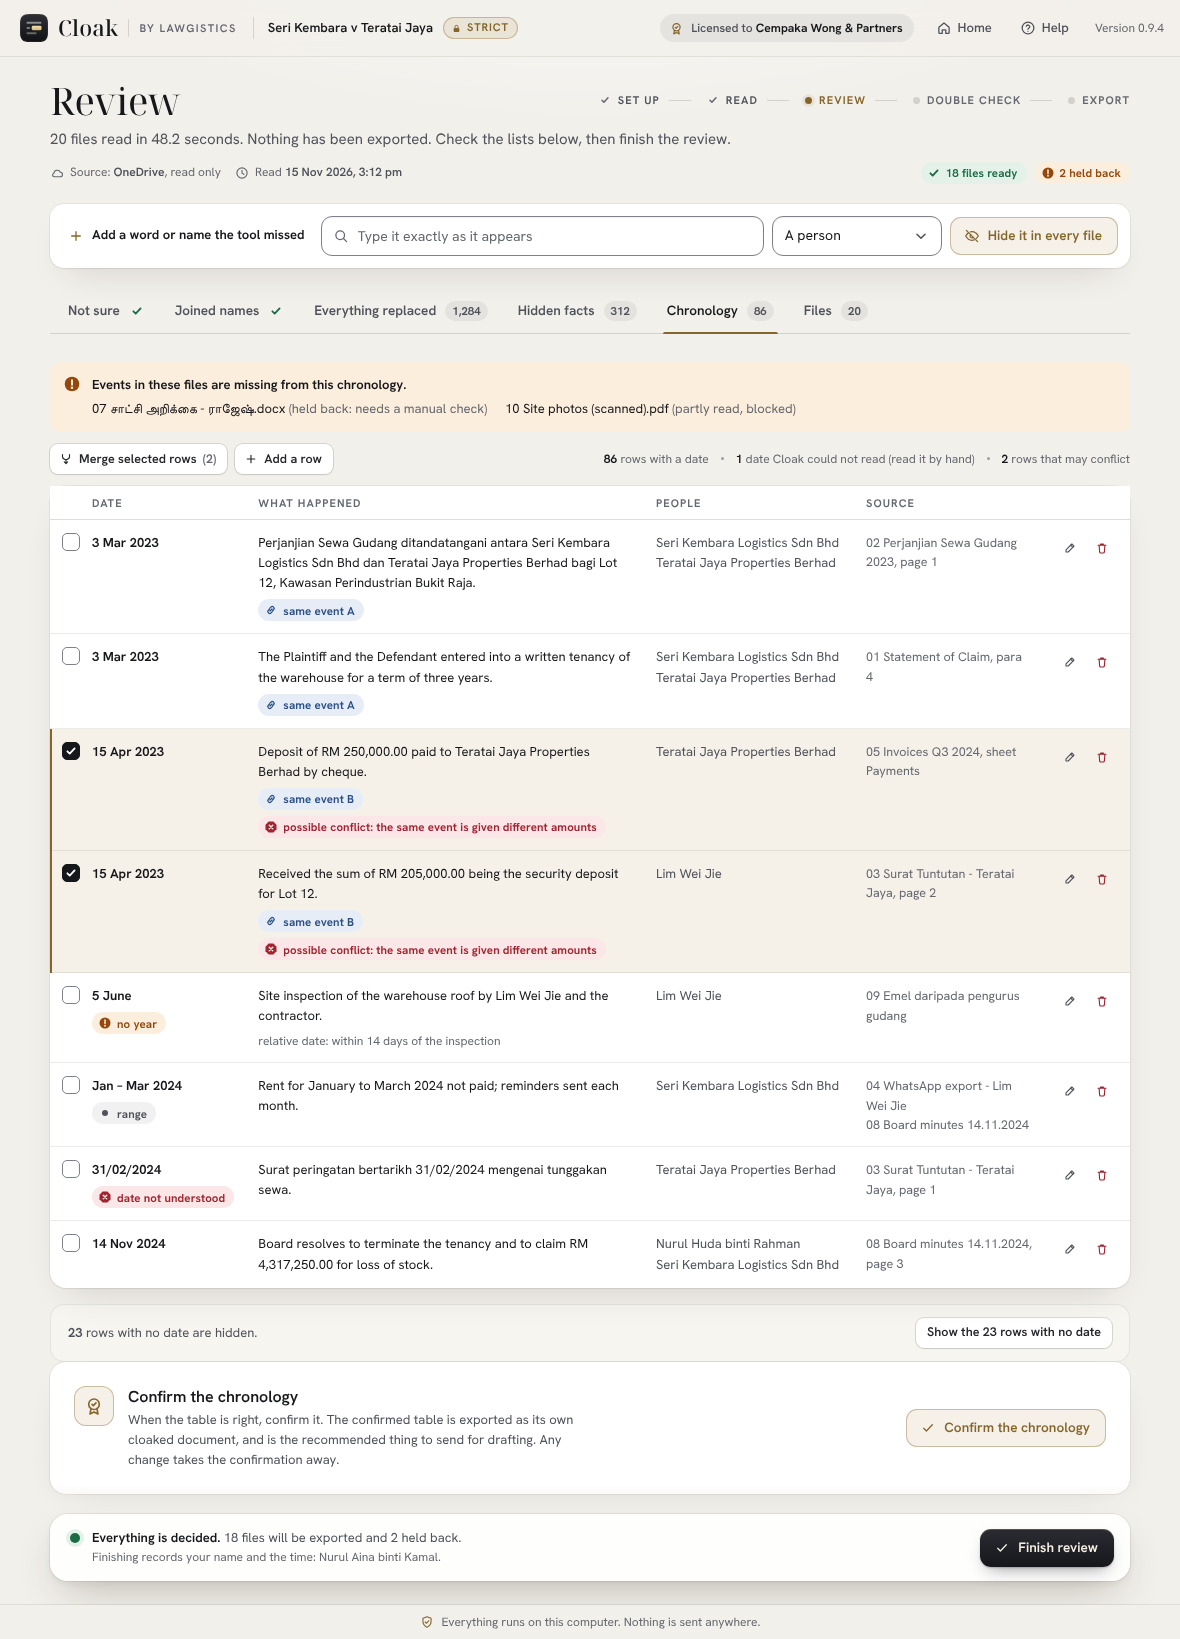 Cloak BY LAWGISTICS Seri Kembara v Teratai Jaya STRICT Licensed to Cempaka Wong & Partners Home Help Version 0.9.4
Review
SET UP READ REVIEW DOUBLE CHECK EXPORT
20 files read in 48.2 seconds. Nothing has been exported. Check the lists below, then finish the review.
Source: OneDrive, read only Read 15 Nov 2026, 3:12 pm 18 files ready 2 held back
Add a word or name the tool missed Type it exactly as it appears A person Hide it in every file
Not sure Joined names Everything replaced 1,284 Hidden facts 312 Chronology 86 Files 20
Events in these files are missing from this chronology.
07 சாட்சி அறிக்கை - ராஜேஷ்.docx (held back: needs a manual check) 10 Site photos (scanned).pdf (partly read, blocked)
Merge selected rows (2) Add a row 86 rows with a date • 1 date Cloak could not read (read it by hand) • 2 rows that may conflict
DATE WHAT HAPPENED PEOPLE SOURCE
3 Mar 2023 Perjanjian Sewa Gudang ditandatangani antara Seri Kembara Seri Kembara Logistics Sdn Bhd 02 Perjanjian Sewa Gudang
Logistics Sdn Bhd dan Teratai Jaya Properties Berhad bagi Lot Teratai Jaya Properties Berhad 2023, page 1
12, Kawasan Perindustrian Bukit Raja.
same event A
3 Mar 2023 The Plaintiff and the Defendant entered into a written tenancy of Seri Kembara Logistics Sdn Bhd 01 Statement of Claim, para
the warehouse for a term of three years. Teratai Jaya Properties Berhad 4
same event A
15 Apr 2023 Deposit of RM 250,000.00 paid to Teratai Jaya Properties Teratai Jaya Properties Berhad 05 Invoices Q3 2024, sheet
Berhad by cheque. Payments
same event B
possible conflict: the same event is given different amounts
15 Apr 2023 Received the sum of RM 205,000.00 being the security deposit Lim Wei Jie 03 Surat Tuntutan - Teratai
for Lot 12. Jaya, page 2
same event B
possible conflict: the same event is given different amounts
5 June Site inspection of the warehouse roof by Lim Wei Jie and the Lim Wei Jie 09 Emel daripada pengurus
no year contractor. gudang
relative date: within 14 days of the inspection
Jan – Mar 2024 Rent for January to March 2024 not paid; reminders sent each Seri Kembara Logistics Sdn Bhd 04 WhatsApp export - Lim
range month. Wei Jie
08 Board minutes 14.11.2024
31/02/2024 Surat peringatan bertarikh 31/02/2024 mengenai tunggakan Teratai Jaya Properties Berhad 03 Surat Tuntutan - Teratai
date not understood sewa. Jaya, page 1
14 Nov 2024 Board resolves to terminate the tenancy and to claim RM Nurul Huda binti Rahman 08 Board minutes 14.11.2024,
4,317,250.00 for loss of stock. Seri Kembara Logistics Sdn Bhd page 3
23 rows with no date are hidden. Show the 23 rows with no date
Confirm the chronology
When the table is right, confirm it. The confirmed table is exported as its own
cloaked document, and is the recommended thing to send for drafting. Any
change takes the confirmation away.
Confirm the chronology
Everything is decided. 18 files will be exported and 2 held back.
Finishing records your name and the time: Nurul Aina binti Kamal.
Finish review
Everything runs on this computer. Nothing is sent anywhere.